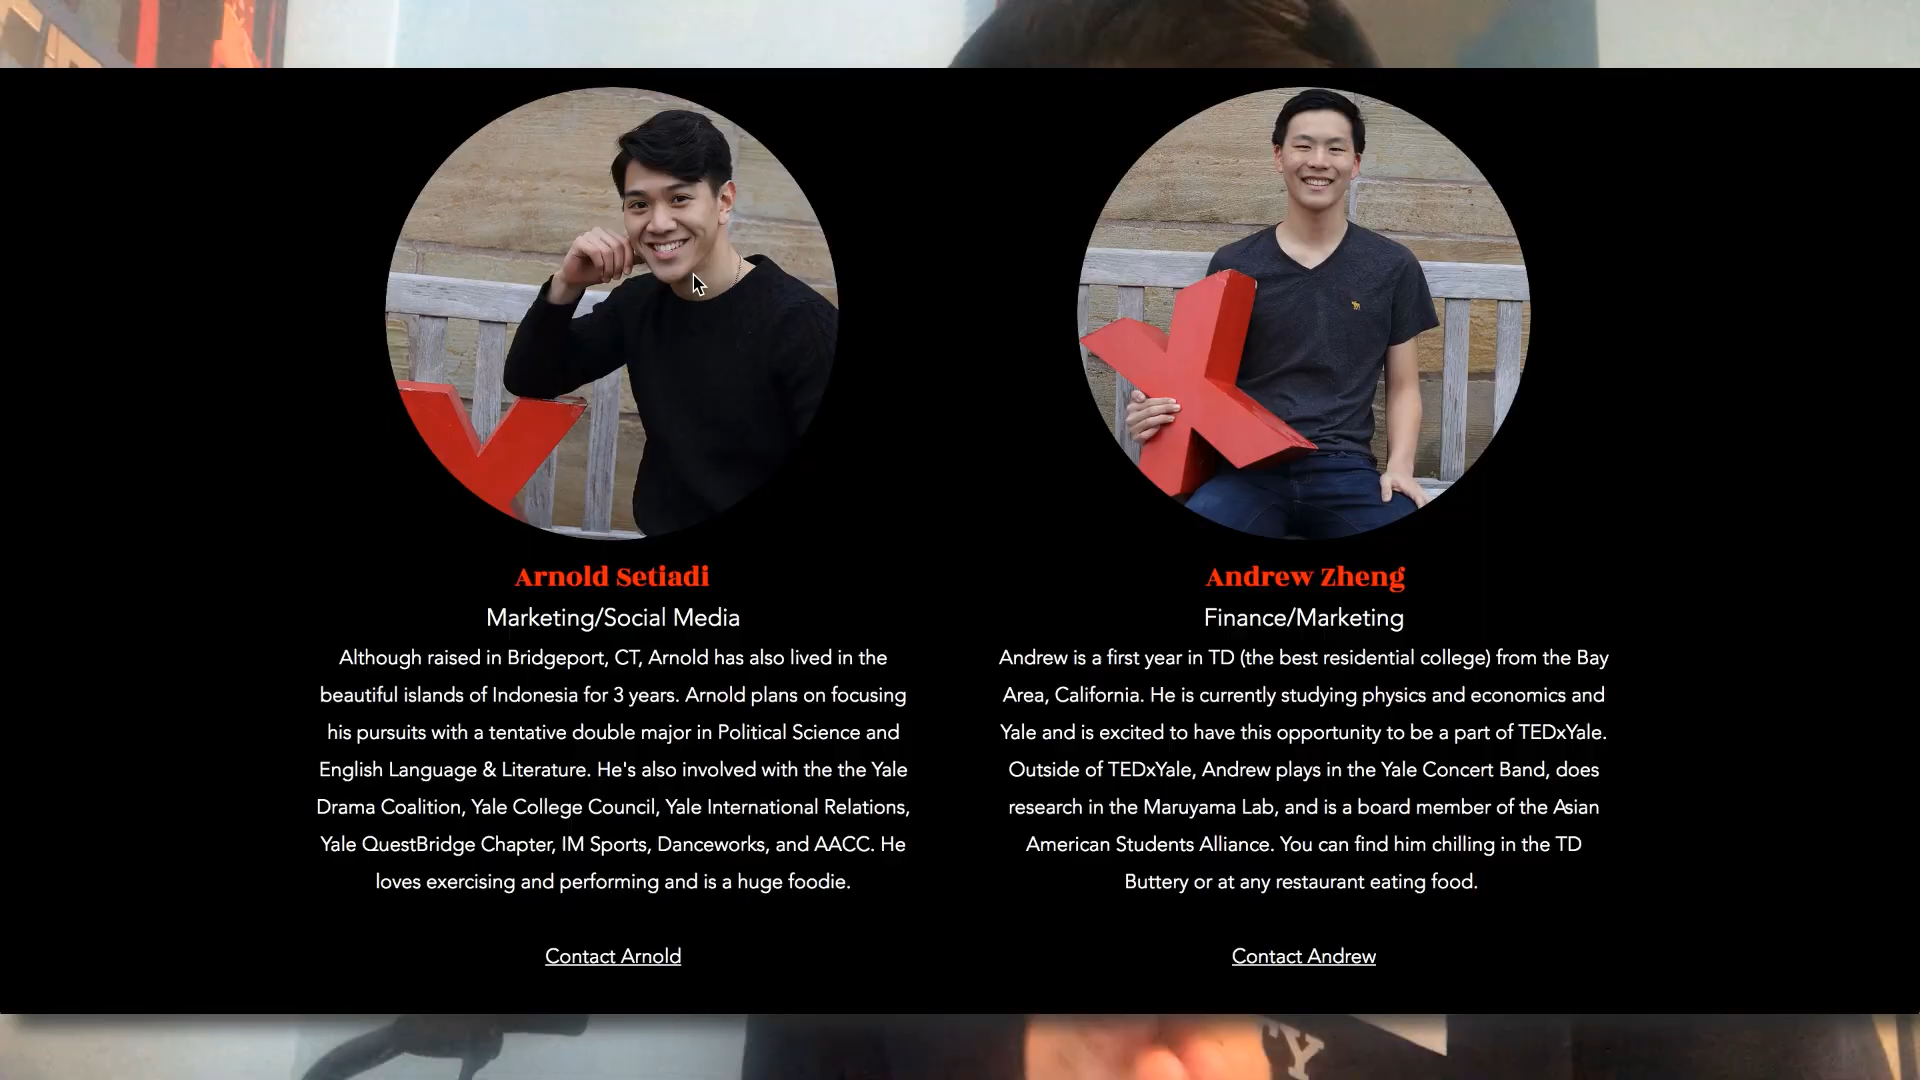 Arnold Setiadi
Marketing/Social Media
Although raised in Bridgeport, CT, Arnold has also lived in the
beautiful islands of Indonesia for 3 years. Arnold plans on focusing
his pursuits with a tentative double major in Political Science and
English Language & Literature. He's also involved with the the Yale
Drama Coalition, Yale College Council, Yale International Relations,
Yale QuestBridge Chapter, IM Sports, Danceworks, and AACC. He
loves exercising and performing and is a huge foodie.
Contact Arnold
Andrew Zheng
Finance/Marketing
Andrew is a first year in TD (the best residential college) from the Bay
Area, California. He is currently studying physics and economics and
Yale and is excited to have this opportunity to be a part of TEDxYale.
Outside of TEDxYale, Andrew plays in the Yale Concert Band, does
research in the Maruyama Lab, and is a board member of the Asian
American Students Alliance. You can find him chilling in the TD
Buttery or at any restaurant eating food.
Contact Andrew